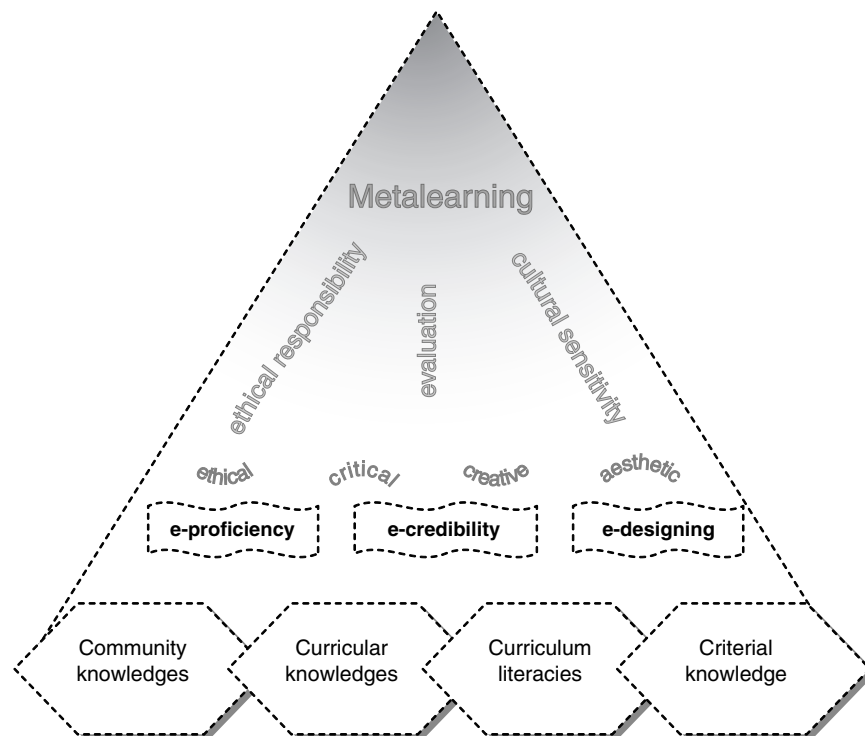 Metalearning
ethical responsibility
evaluation
cultural sensitivity
ethical
critical
creative
aesthetic
e-proficiency
e-credibility
e-designing
Community
knowledges
Curricular
knowledges
Curriculum
literacies
Criterial
knowledge